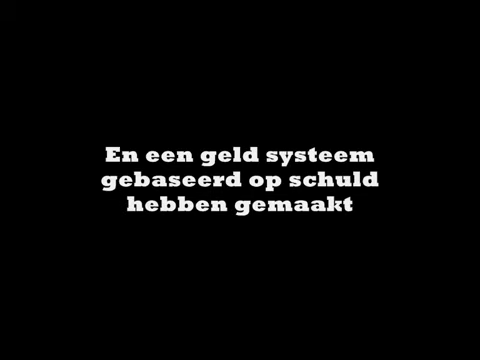 En een geld systeem
gebaseerd op schuld
hebben gemaakt